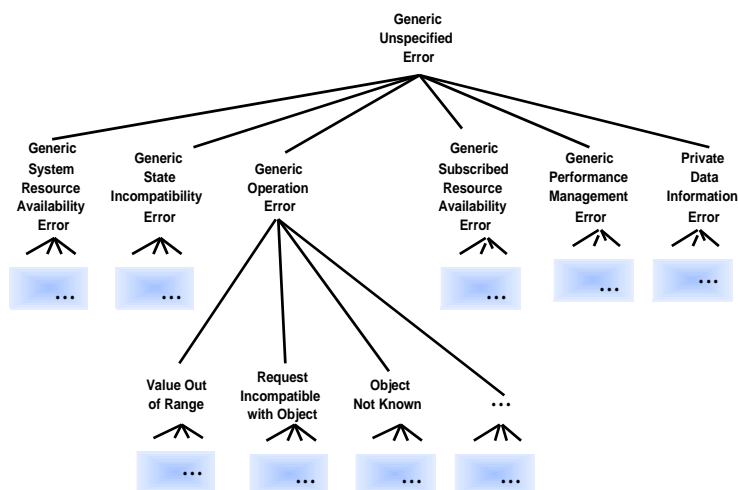 Generic
Unspecified
Error
Generic
System
Resource
Availability
Error
Generic
State
Incompatibility
Error
Generic
Operation
Error
Generic
Subscribed
Resource
Availability
Error
Generic
Performance
Management
Error
Private
Data
Information
Error
...
...
...
...
...
Value Out
of Range
Request
Incompatible
with Object
Object
Not Known
...
...
...
...
...